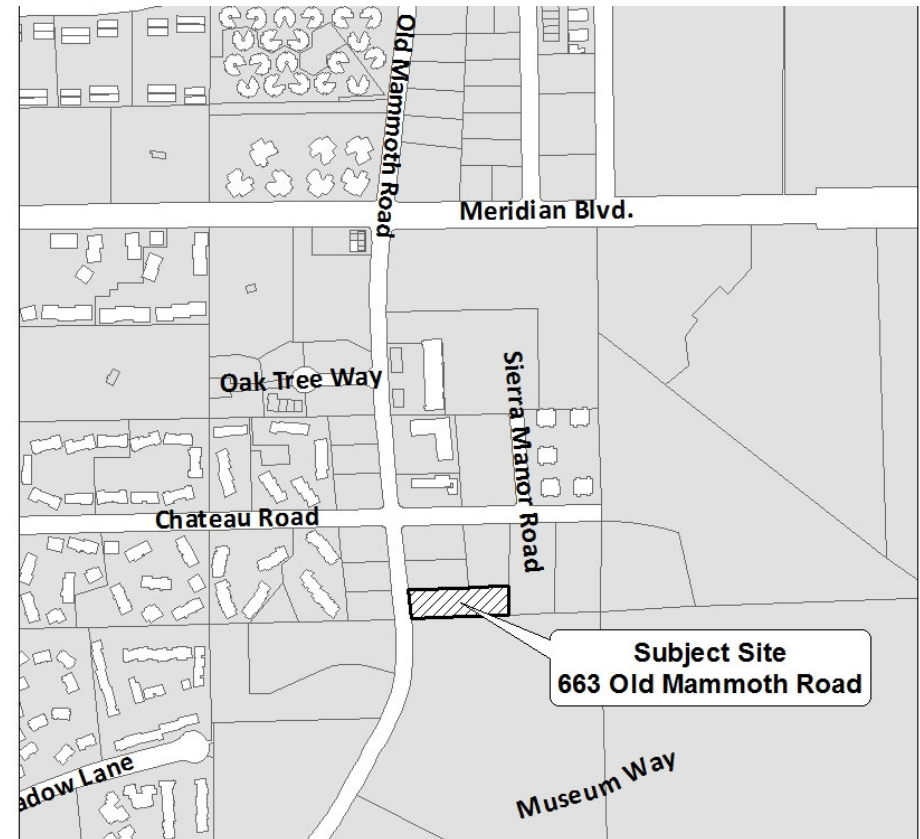 Old Mammoth Road
Meridian Blvd.
Oak Tree Way
Sierra Manor Road
Chateau Road
Subject Site
663 Old Mammoth Road
Museum Way
adow Lane